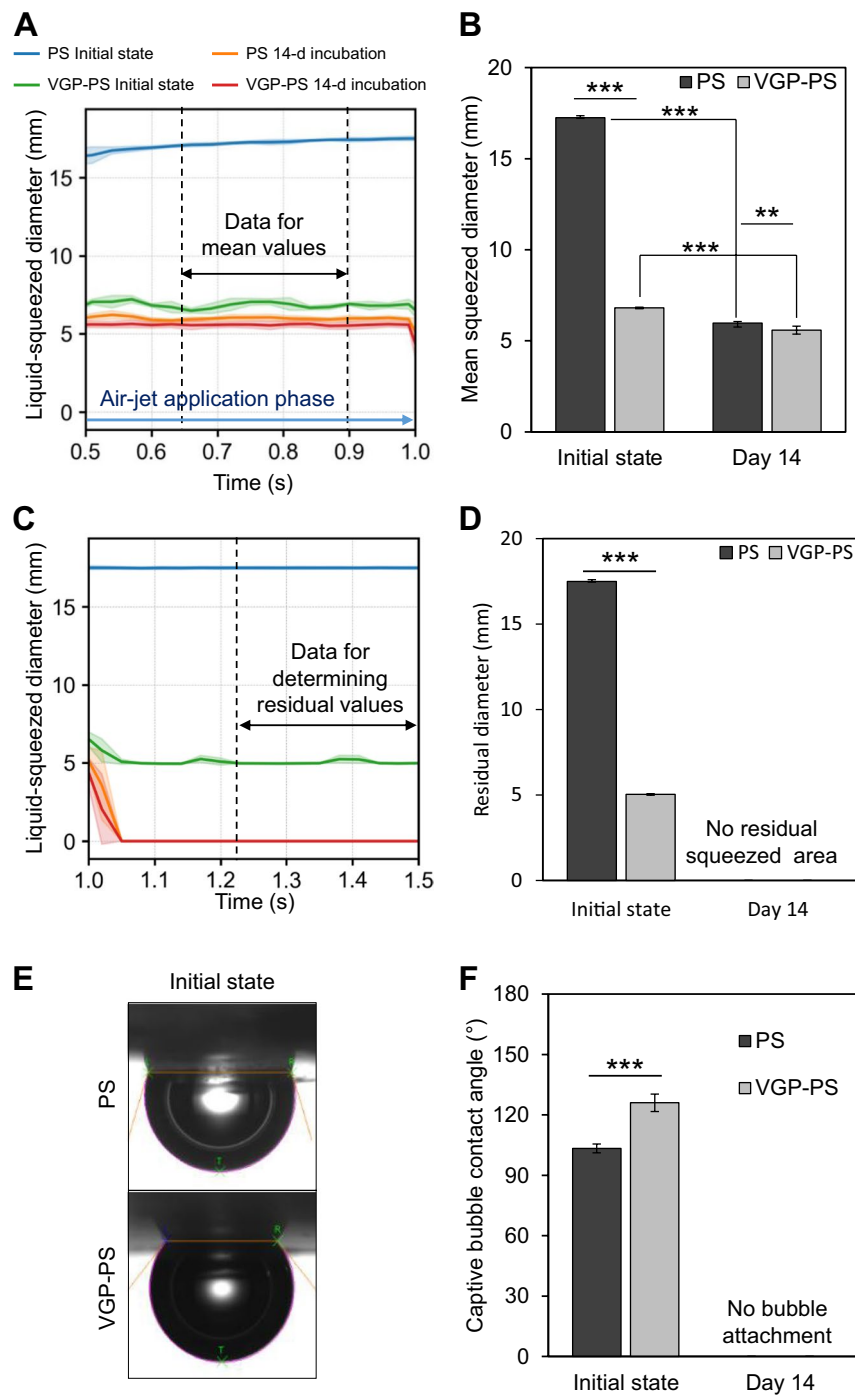 A
PS Initial state
PS 14-d incubation
VGP-PS Initial state
VGP-PS 14-d incubation
Liquid-squeezed diameter (mm)
15
10
5
0
Data for
mean values
Air-jet application phase
0.5 0.6 0.7 0.8 0.9 1.0
Time (s)
B
Mean squeezed diameter (mm)
20
15
10
5
0
PS VGP-PS
***
***
**
***
Initial state Day 14
C
Liquid-squeezed diameter (mm)
15
10
5
0
Data for
determining
residual values
1.0 1.1 1.2 1.3 1.4 1.5
Time (s)
D
Residual diameter (mm)
20
15
10
5
0
PS VGP-PS
***
No residual
squeezed area
Initial state Day 14
E
Initial state
PS
R
T
VGP-PS
R
T
F
Captive bubble contact angle (°)
180
150
120
90
60
30
0
PS
VGP-PS
***
No bubble
attachment
Initial state Day 14